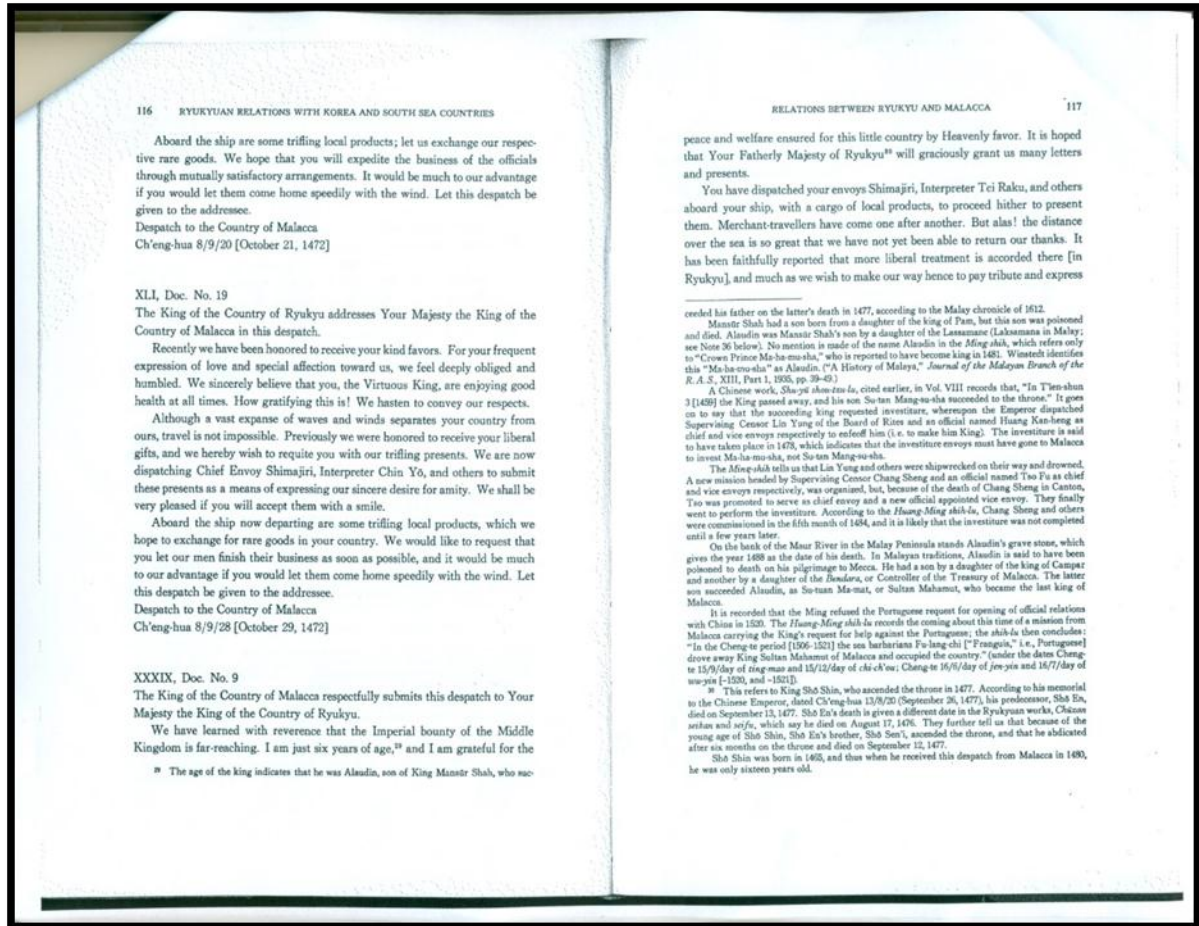 116 RYUKYUAN RELATIONS WITH KOREA AND SOUTH SEA COUNTRIES
Aboard the ship are some trifling local products; let us exchange our respec-
tive rare goods. We hope that you will expedite the business of the officials
through mutually satisfactory arrangements. It would be much to our advantage
if you would let them come home speedily with the wind. Let this despatch be
given to the addressee.
Despatch to the Country of Malacca
Ch'eng-hua 8/9/20 [October 21, 1472]
XLI, Doc. No. 19
The King of the Country of Ryukyu addresses Your Majesty the King of the
Country of Malacca in this despatch.
Recently we have been honored to receive your kind favors. For your frequent
expression of love and special affection toward us, we feel deeply obliged and
humbled. We sincerely believe that you, the Virtuous King, are enjoying good
health at all times. How gratifying this is! We hasten to convey our respects.
Although a vast expanse of waves and winds separates your country from
ours, travel is not impossible. Previously we were honored to receive your liberal
gifts, and we hereby wish to requite you with our trifling presents. We are now
dispatching Chief Envoy Shimajiri, Interpreter Chin Yō, and others to submit
these presents as a means of expressing our sincere desire for amity. We shall be
very pleased if you will accept them with a smile.
Aboard the ship now departing are some trifling local products, which we
hope to exchange for rare goods in your country. We would like to request that
you let our men finish their business as soon as possible, and it would be much
to our advantage if you would let them come home speedily with the wind. Let
this despatch be given to the addressee.
Despatch to the Country of Malacca
Ch'eng-hua 8/9/28 [October 29, 1472]
XXXIX, Doc. No. 9
The King of the Country of Malacca respectfully submits this despatch to Your
Majesty the King of the Country of Ryukyu.
We have learned with reverence that the Imperial bounty of the Middle
Kingdom is far-reaching. I am just six years of age,²⁹ and I am grateful for the
²⁹ The age of the king indicates that he was Alaudin, son of King Mansūr Shah, who suc-
RELATIONS BETWEEN RYUKYU AND MALACCA 117
peace and welfare ensured for this little country by Heavenly favor. It is hoped
that Your Fatherly Majesty of Ryukyu³⁰ will graciously grant us many letters
and presents.
You have dispatched your envoys Shimajiri, Interpreter Tei Raku, and others
aboard your ship, with a cargo of local products, to proceed hither to present
them. Merchant-travellers have come one after another. But alas! the distance
over the sea is so great that we have not yet been able to return our thanks. It
has been faithfully reported that more liberal treatment is accorded there [in
Ryukyu], and much as we wish to make our way hence to pay tribute and express
ceeded his father on the latter's death in 1477, according to the Malay chronicle of 1612.
Mansūr Shah had a son born from a daughter of the king of Pam, but this son was poisoned
and died. Alaudin was Mansūr Shah's son by a daughter of the Lassamane (Laksamana in Malay;
see Note 36 below). No mention is made of the name Alaudin in the Ming-shih, which refers only
to "Crown Prince Ma-ha-mu-sha," who is reported to have become king in 1481. Winstedt identifies
this "Ma-ha-mu-sha" as Alaudin. ("A History of Malaya," Journal of the Malayan Branch of the
R. A. S., XIII, Part 1, 1935, pp. 39-49.)
A Chinese work, Shu-yü chou-tzu-lu, cited earlier, in Vol. VIII records that, "In T'ien-shun
3 [1459] the King passed away, and his son Su-tan Mang-su-sha succeeded to the throne." It goes
on to say that the succeeding king requested investiture, whereupon the Emperor dispatched
Supervising Censor Lin Yung of the Board of Rites and an official named Huang Kan-heng as
chief and vice envoys respectively to enfeoff him (i. e. to make him King). The investiture is said
to have taken place in 1478, which indicates that the investiture envoys must have gone to Malacca
to invest Ma-ha-mu-sha, not Su-tan Mang-su-sha.
The Ming-shih tells us that Lin Yung and others were shipwrecked on their way and drowned.
A new mission headed by Supervising Censor Chang Sheng and an official named Tso Fu as chief
and vice envoys respectively, was organized, but, because of the death of Chang Sheng in Canton,
Tso was promoted to serve as chief envoy and a new official appointed vice envoy. They finally
went to perform the investiture. According to the Huang-Ming shih-lu, Chang Sheng and others
were commissioned in the fifth month of 1484, and it is likely that the investiture was not completed
until a few years later.
On the bank of the Maur River in the Malay Peninsula stands Alaudin's grave stone, which
gives the year 1488 as the date of his death. In Malayan traditions, Alaudin is said to have been
poisoned to death on his pilgrimage to Mecca. He had a son by a daughter of the king of Campar
and another by a daughter of the Bendara, or Controller of the Treasury of Malacca. The latter
son succeeded Alaudin, as Su-tuan Ma-mat, or Sultan Mahamut, who became the last king of
Malacca.
It is recorded that the Ming refused the Portuguese request for opening of official relations
with China in 1520. The Huang-Ming shih-lu records the coming about this time of a mission from
Malacca carrying the King's request for help against the Portuguese; the shih-lu then concludes:
"In the Cheng-te period [1506-1521] the sea barbarians Fu-lang-chi ["Franguis," i.e., Portuguese]
drove away King Sultan Mahamut of Malacca and occupied the country." (under the dates Cheng-
te 15/9/day of ting-mao and 15/12/day of chi-ch'ou; Cheng-te 16/6/day of jen-yin and 16/7/day of
wu-yin [-1520, and -1521]).
³⁰ This refers to King Shō Shin, who ascended the throne in 1477. According to his memorial
to the Chinese Emperor, dated Ch'eng-hua 13/8/20 (September 26, 1477), his predecessor, Shō En,
died on September 13, 1477. Shō En's death is given a different date in the Ryukyuan works, Chūzan
seikan and seifu, which say he died on August 17, 1476. They further tell us that because of the
young age of Shō Shin, Shō En's brother, Shō Sen'i, ascended the throne, and that he abdicated
after six months on the throne and died on September 12, 1477.
Shō Shin was born in 1465, and thus when he received this despatch from Malacca in 1480,
he was only sixteen years old.